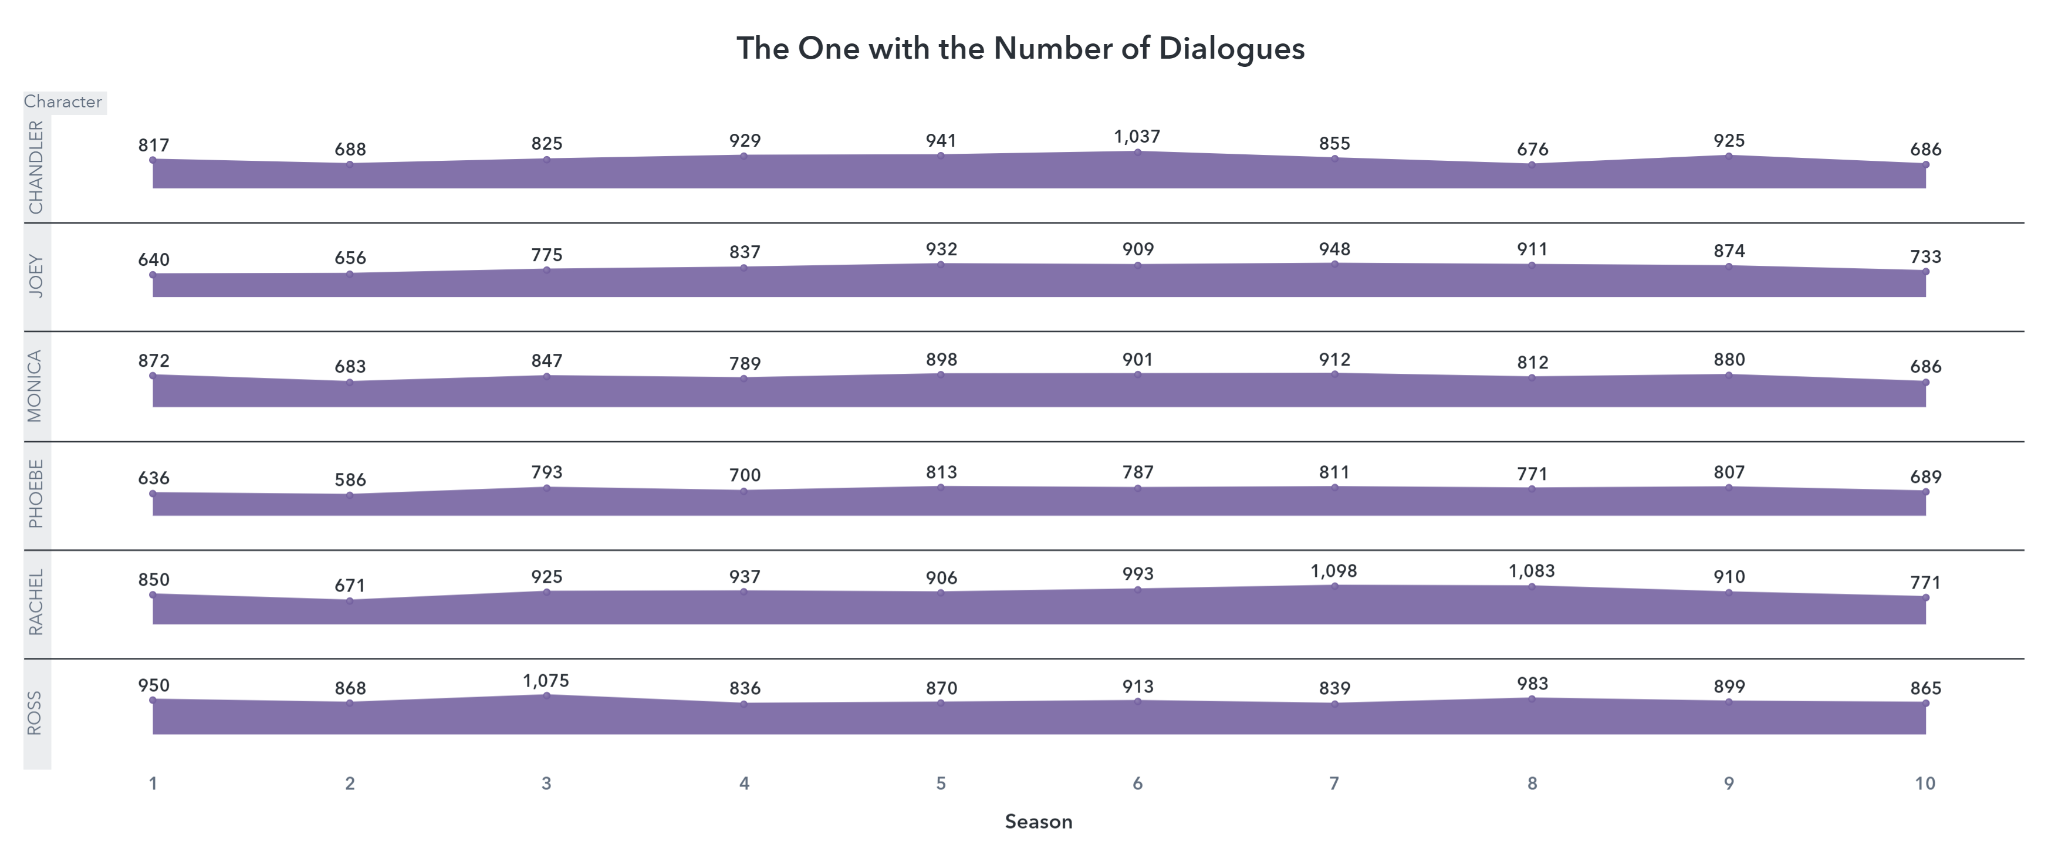 The One with the Number of Dialogues
Character
CHANDLER
817 688 825 929 941 1,037 855 676 925 686
JOEY
640 656 775 837 932 909 948 911 874 733
MONICA
872 683 847 789 898 901 912 812 880 686
PHOEBE
636 586 793 700 813 787 811 771 807 689
RACHEL
850 671 925 937 906 993 1,098 1,083 910 771
ROSS
950 868 1,075 836 870 913 839 983 899 865
1 2 3 4 5 6 7 8 9 10
Season